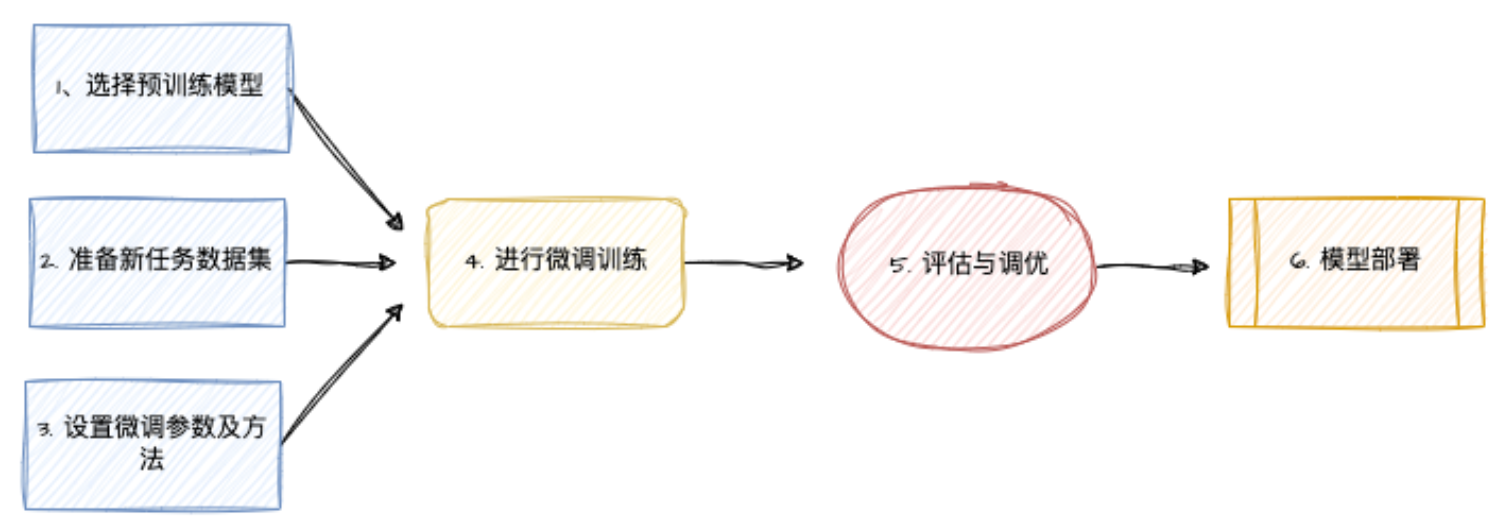 1、选择预训练模型
2. 准备新任务数据集
3. 设置微调参数及方
法
4. 进行微调训练
5. 评估与调优
6. 模型部署